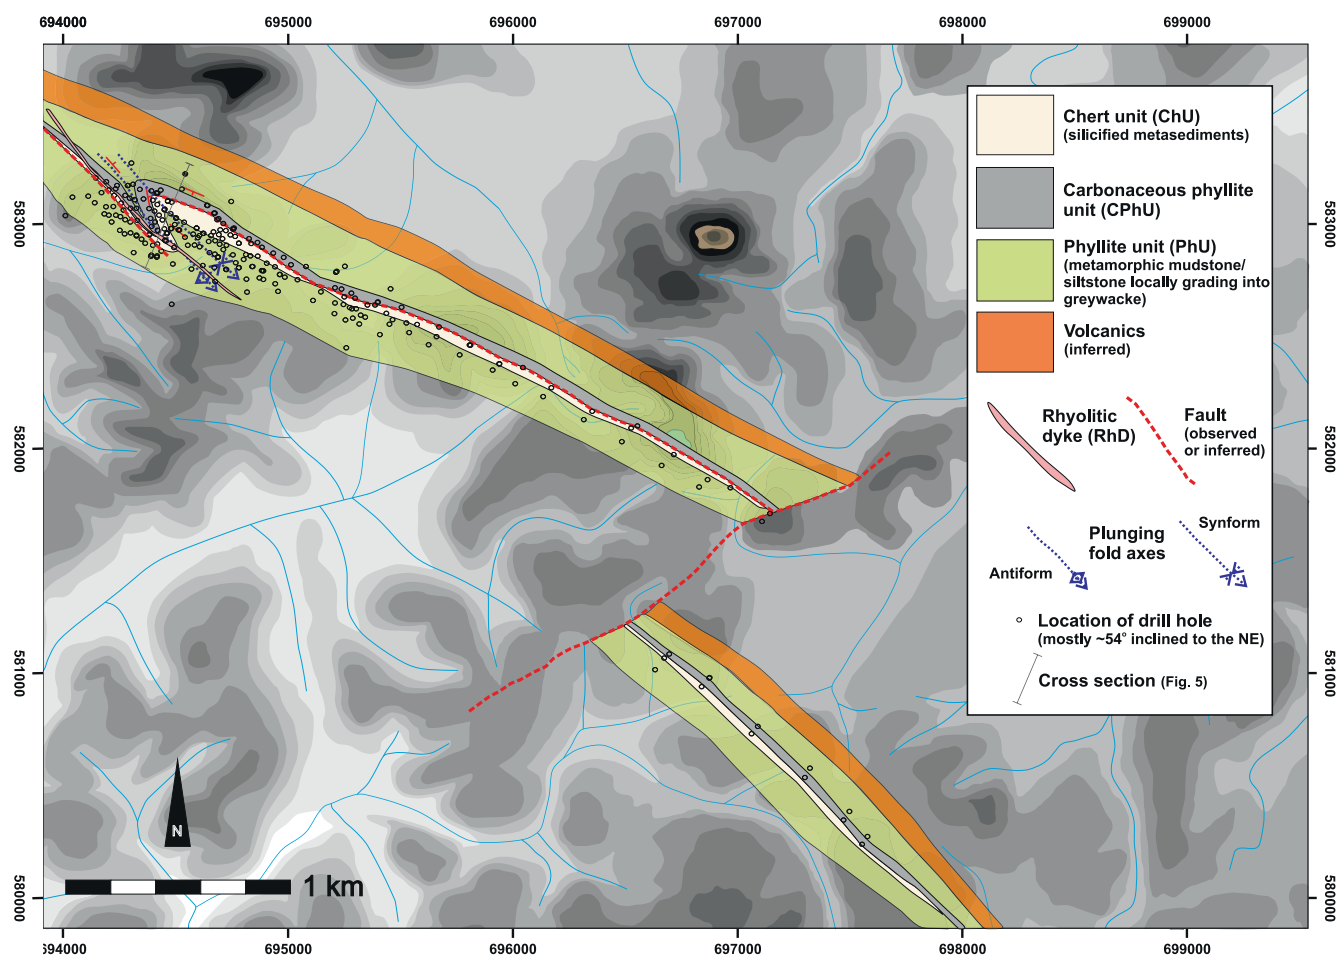 694000 695000 696000 697000 698000 699000
583000 583000
582000 582000
581000 581000
580000 580000
Chert unit (ChU)
(silicified metasediments)
Carbonaceous phyllite
unit (CPhU)
Phyllite unit (PhU)
(metamorphic mudstone/
siltstone locally grading into
greywacke)
Volcanics
(inferred)
Rhyolitic
dyke (RhD)
Fault
(observed
or inferred)
Plunging
fold axes
Synform
Antiform
Location of drill hole
(mostly ~54° inclined to the NE)
Cross section (Fig. 5)
N
1 km
694000 695000 696000 697000 698000 699000